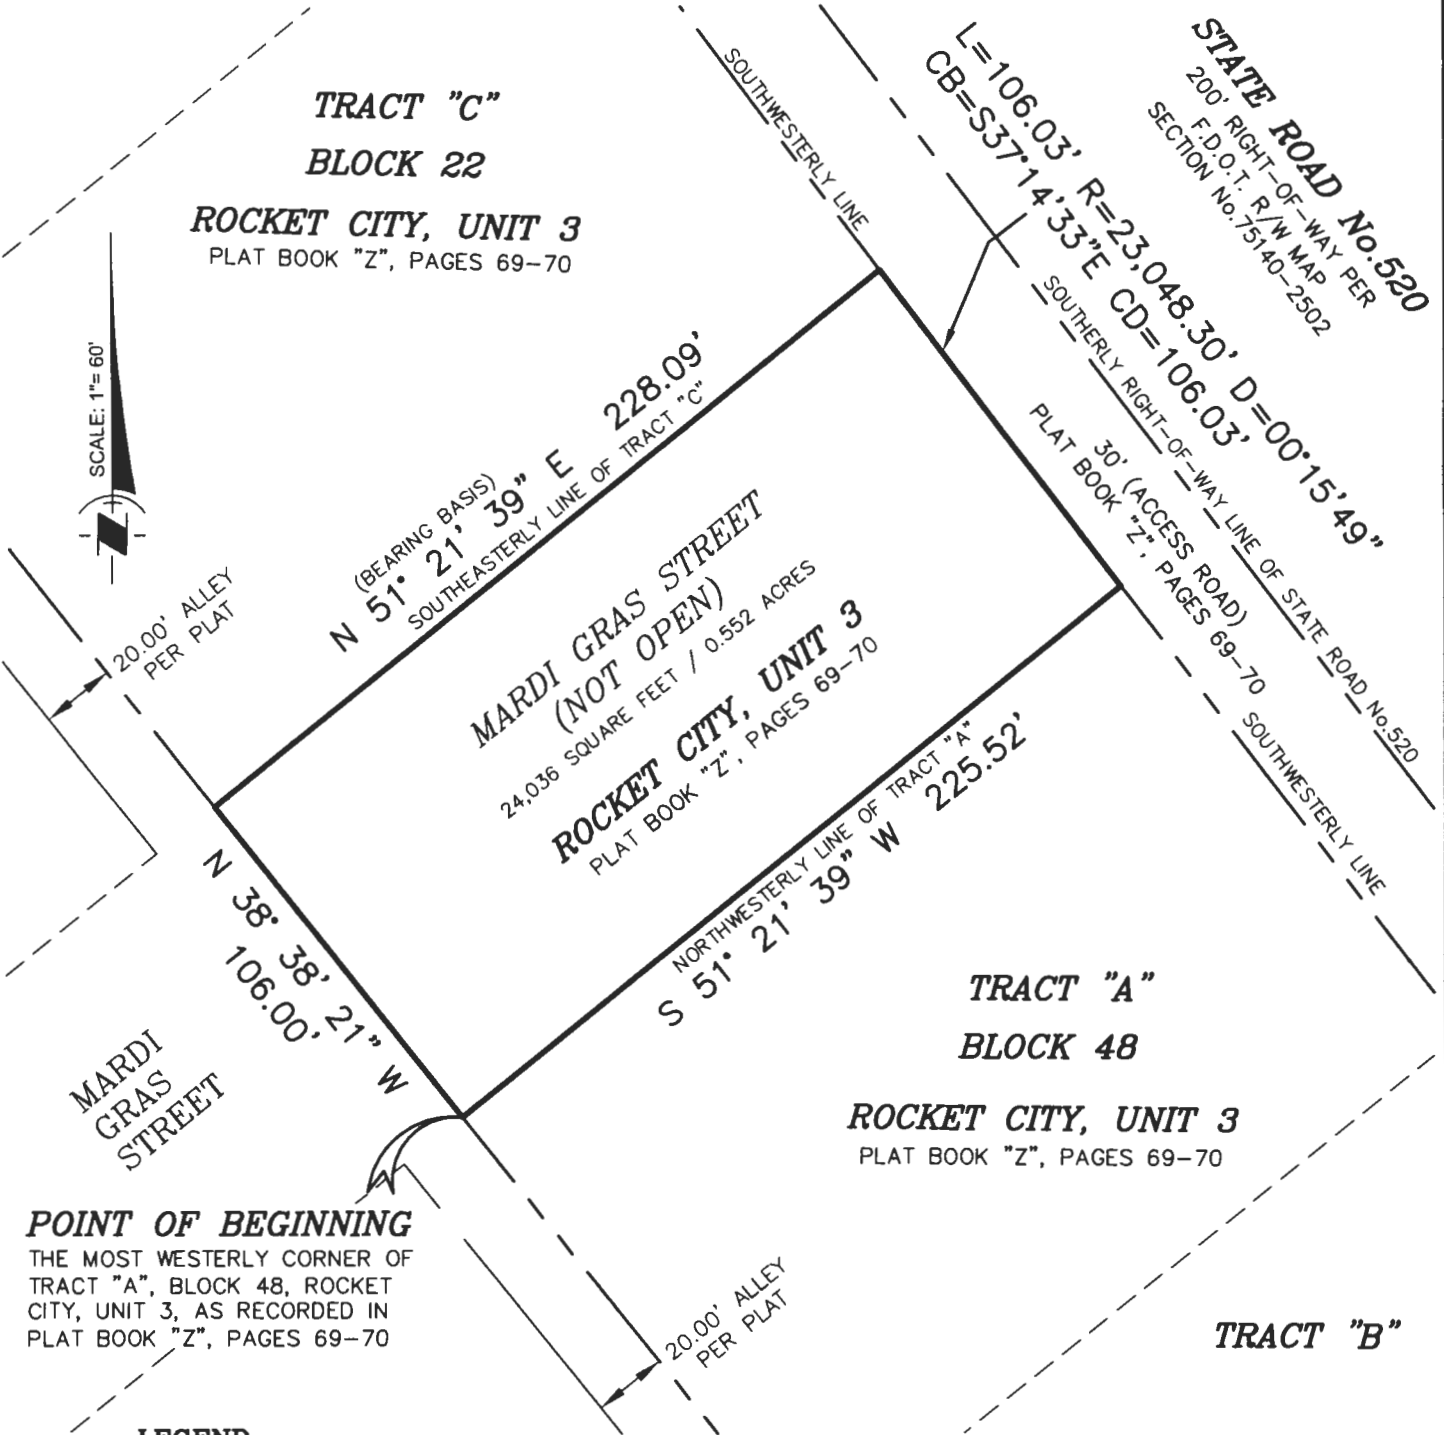 TRACT "C"
BLOCK 22
ROCKET CITY, UNIT 3
PLAT BOOK "Z", PAGES 69-70
SCALE: 1"= 60'
SOUTHWESTERLY LINE
L=106.03' R=23,048.30' D=00°15'49"
CB=S37°14'33"E CD=106.03'
STATE ROAD No.520
200' RIGHT-OF-WAY PER
F.D.O.T. R/W MAP
SECTION No.75140-2502
SOUTHERLY RIGHT-OF-WAY LINE OF STATE ROAD No.520
30' (ACCESS ROAD)
PLAT BOOK "Z", PAGES 69-70
SOUTHWESTERLY LINE
(BEARING BASIS)
N 51° 21' 39" E 228.09'
SOUTHEASTERLY LINE OF TRACT "C"
MARDI GRAS STREET
(NOT OPEN)
24,036 SQUARE FEET / 0.552 ACRES
ROCKET CITY, UNIT 3
PLAT BOOK "Z", PAGES 69-70
20.00' ALLEY
PER PLAT
NORTHWESTERLY LINE OF TRACT "A"
S 51° 21' 39" W 225.52'
N 38° 38' 21" W
106.00'
MARDI
GRAS
STREET
TRACT "A"
BLOCK 48
ROCKET CITY, UNIT 3
PLAT BOOK "Z", PAGES 69-70
POINT OF BEGINNING
THE MOST WESTERLY CORNER OF
TRACT "A", BLOCK 48, ROCKET
CITY, UNIT 3, AS RECORDED IN
PLAT BOOK "Z", PAGES 69-70
20.00' ALLEY
PER PLAT
TRACT "B"
LEGEND